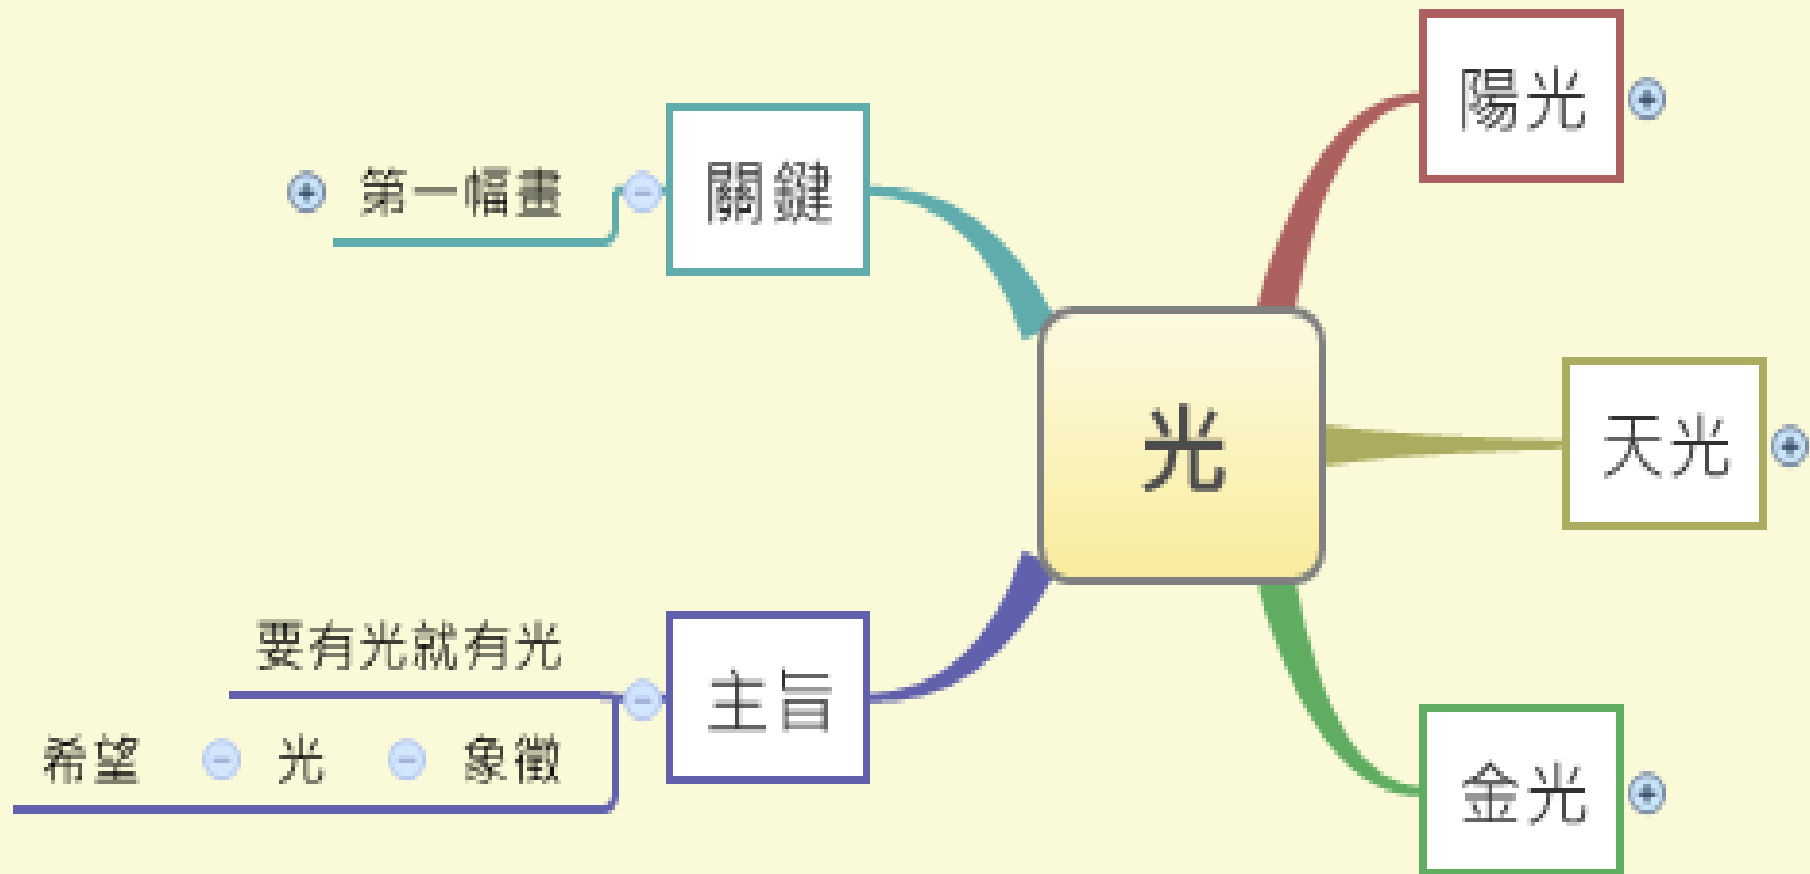 陽光
關鍵
第一幅畫
光
天光
要有光就有光
主旨
希望 光 象徵
金光